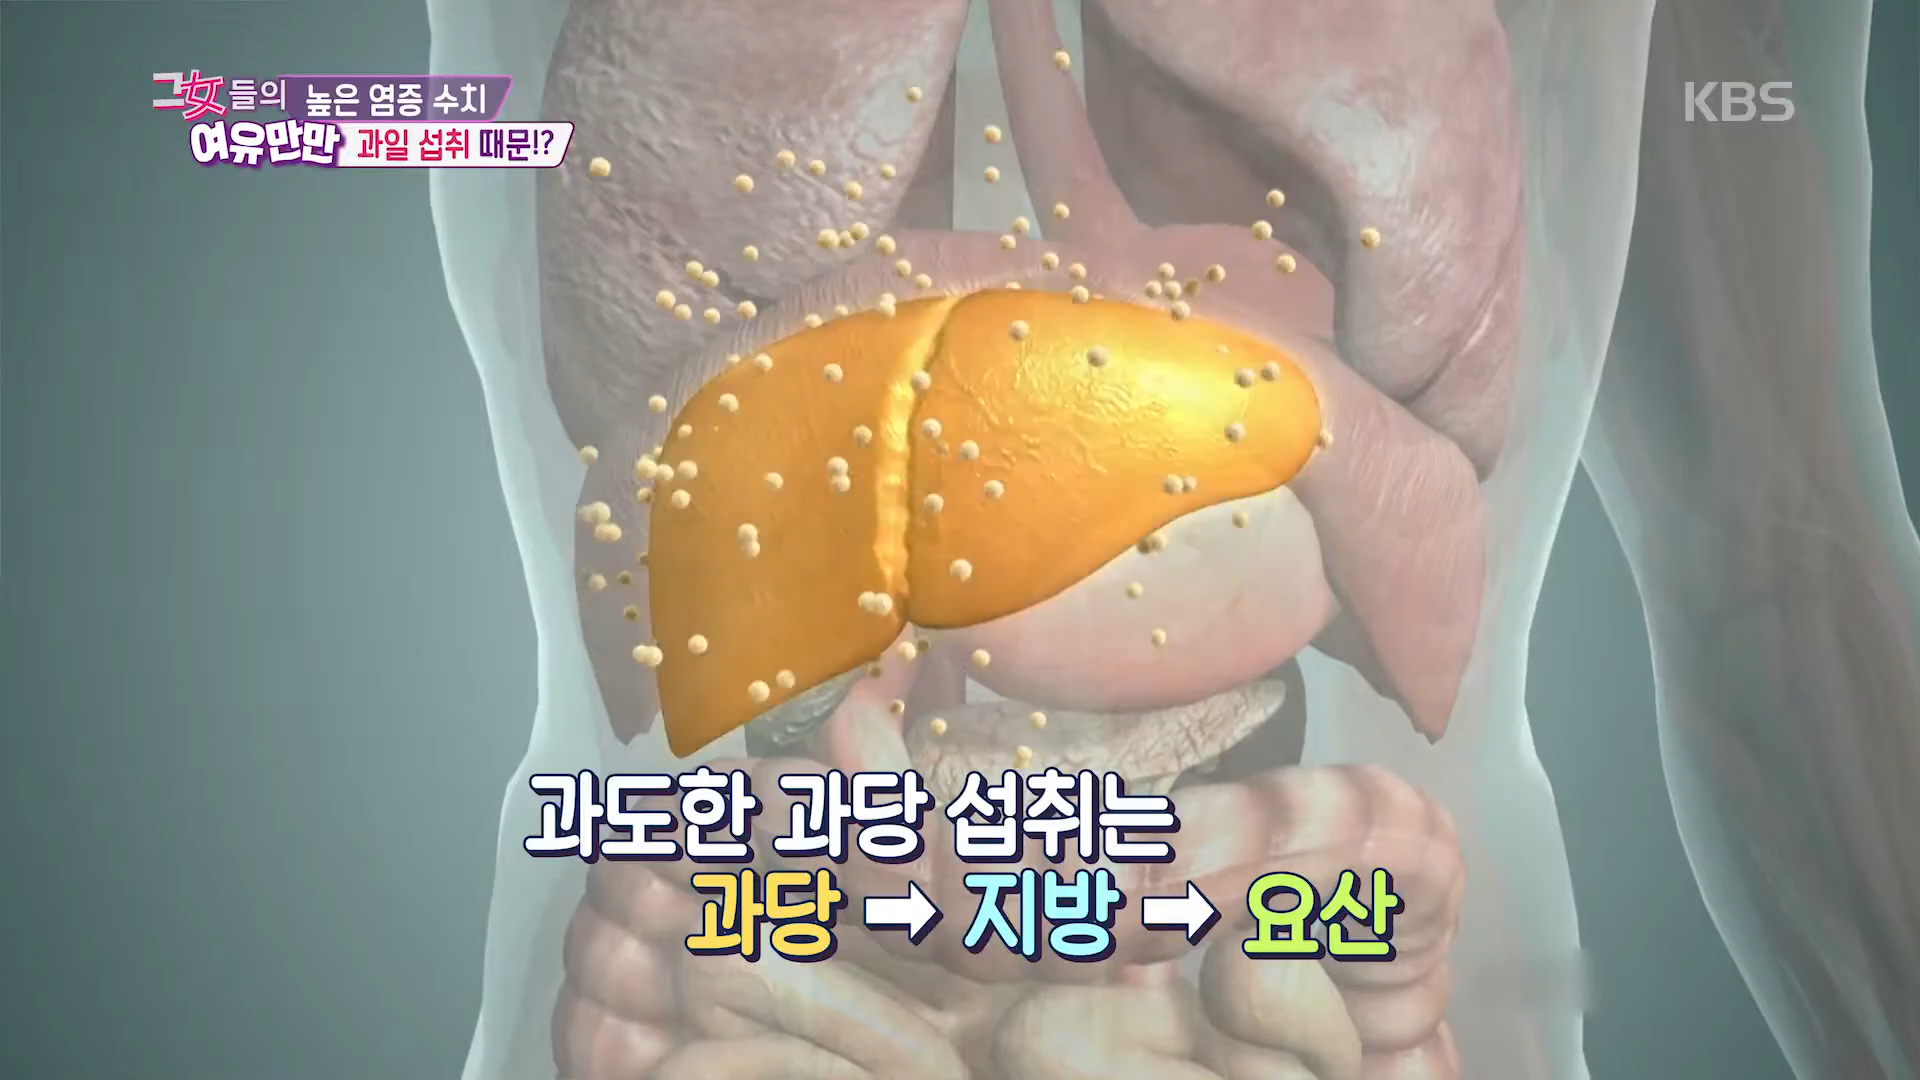 그女들의
여유만만
높은 염증 수치
과일 섭취 때문!?
KBS
과도한 과당 섭취는
과당 ➡ 지방 ➡ 요산